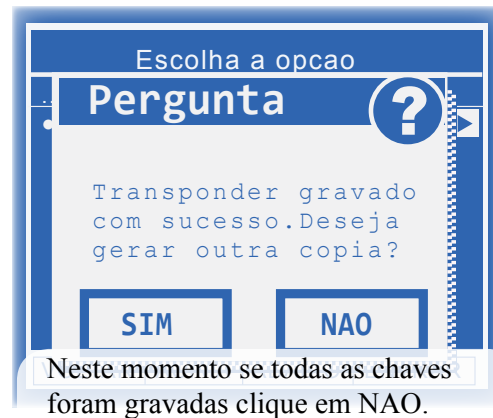 Escolha a opcao
Pergunta
?
Transponder gravado
com sucesso.Deseja
gerar outra copia?
SIM NAO
Neste momento se todas as chaves
foram gravadas clique em NAO.